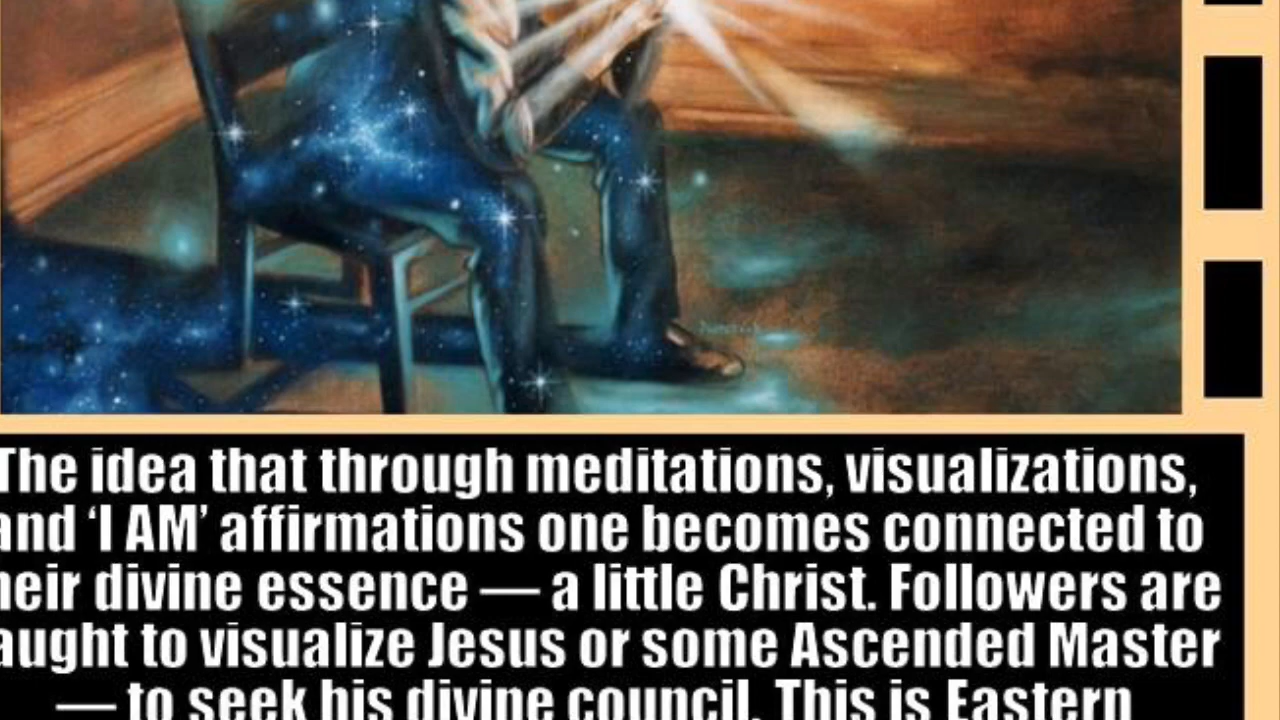 The idea that through meditations, visualizations,
and ‘I AM’ affirmations one becomes connected to
heir divine essence — a little Christ. Followers are
aught to visualize Jesus or some Ascended Master
— to seek his divine council. This is Eastern